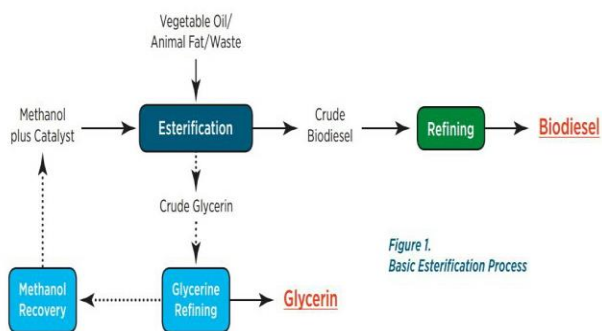 Vegetable Oil/
Animal Fat/Waste
Methanol
plus Catalyst
Esterification
Crude
Biodiesel
Refining
Biodiesel
Crude Glycerin
Figure 1.
Basic Esterification Process
Methanol
Recovery
Glycerine
Refining
Glycerin